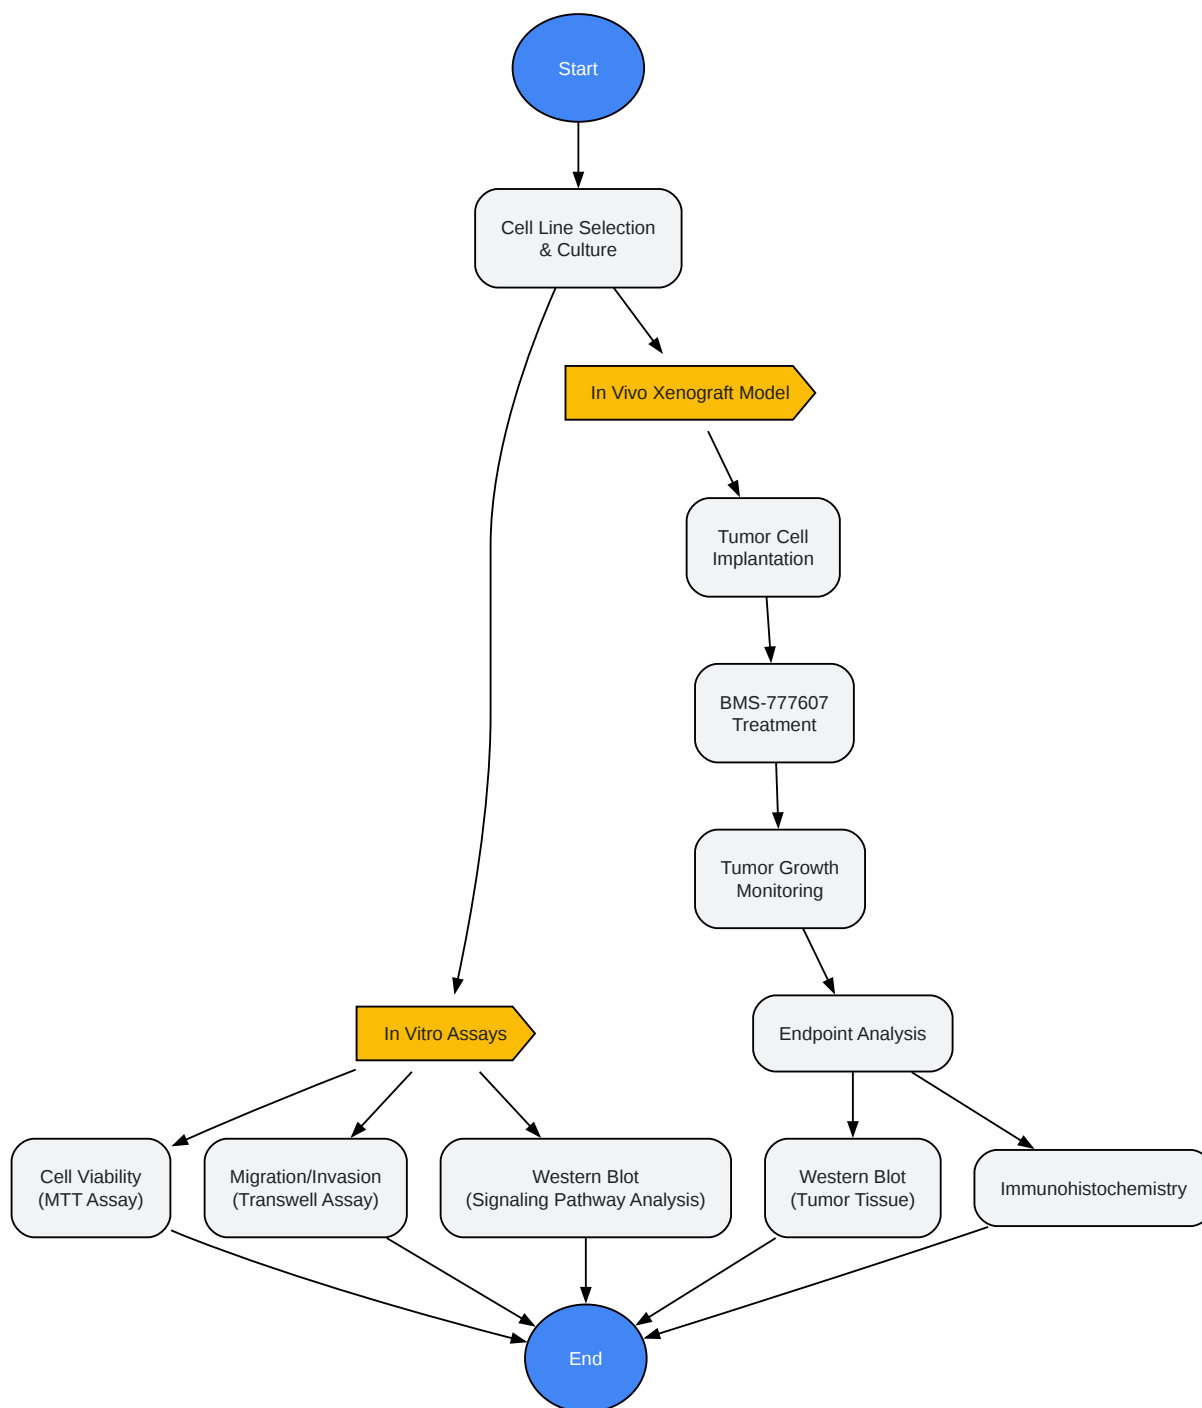 Start
Cell Line Selection
& Culture
In Vivo Xenograft Model
Tumor Cell
Implantation
BMS-777607
Treatment
Tumor Growth
Monitoring
In Vitro Assays
Endpoint Analysis
Cell Viability
(MTT Assay)
Migration/Invasion
(Transwell Assay)
Western Blot
(Signaling Pathway Analysis)
Western Blot
(Tumor Tissue)
Immunohistochemistry
End